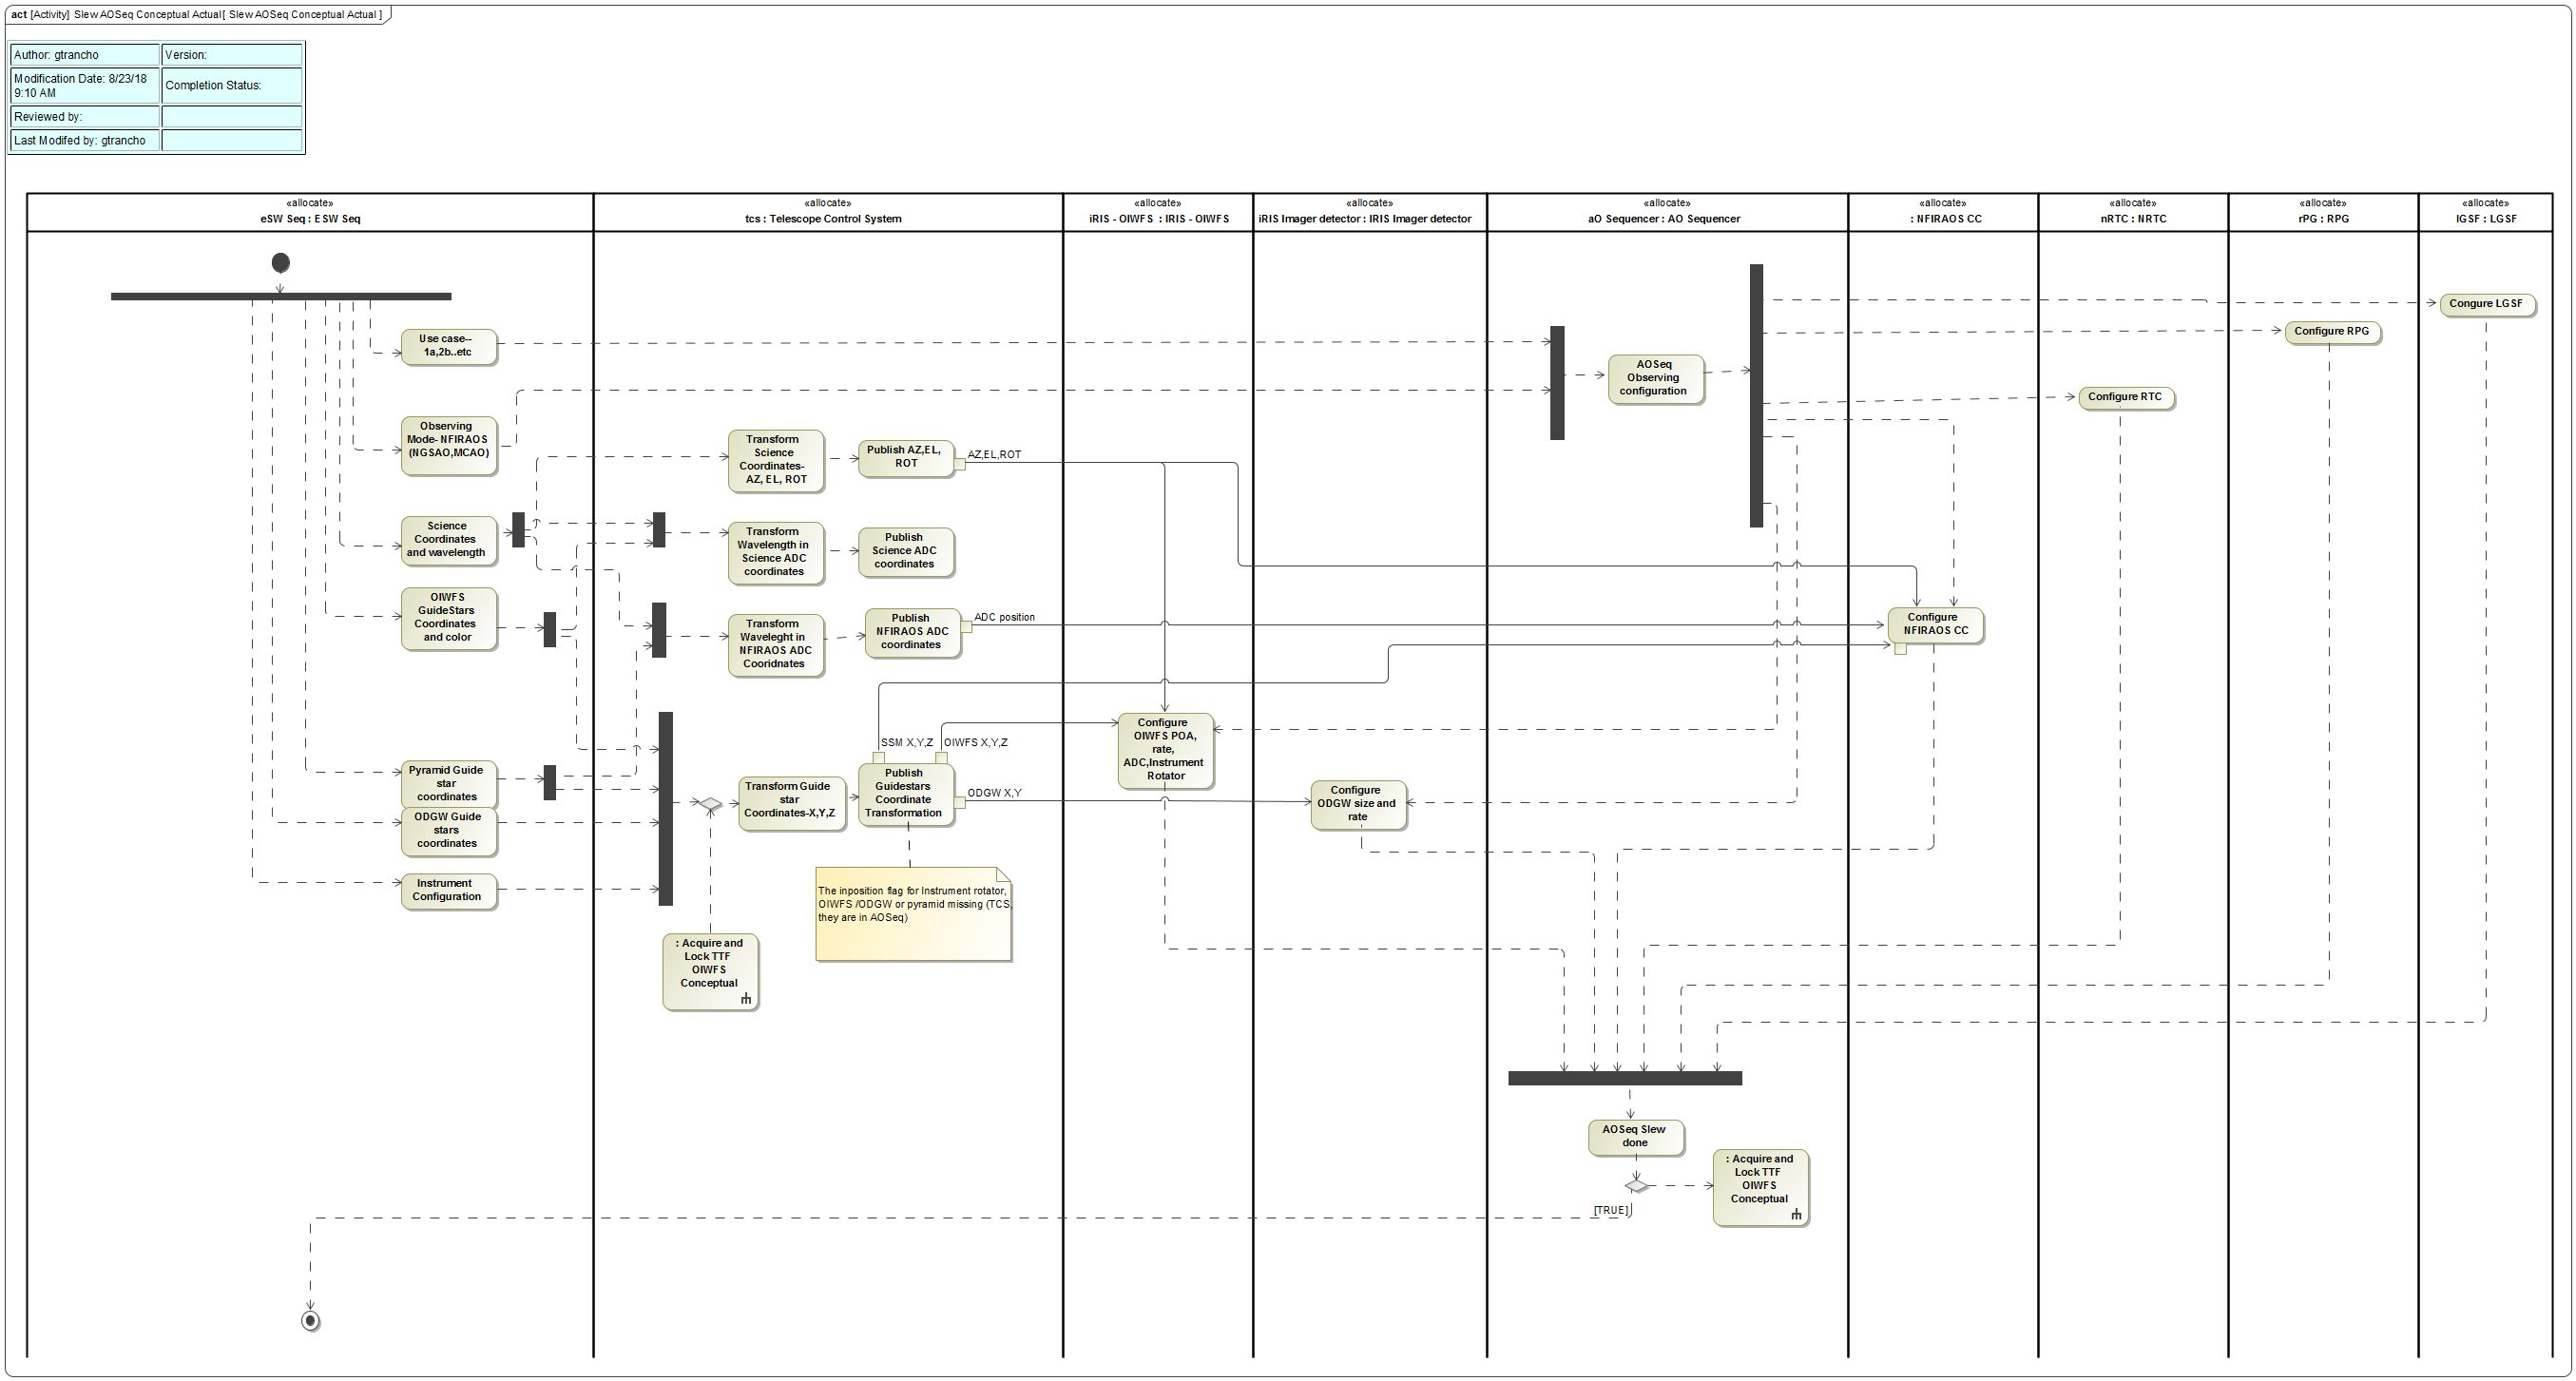 act [Activity] Slew AOSeq Conceptual Actual[ Slew AOSeq Conceptual Actual ]
Author: gtrancho
Version:
Modification Date: 8/23/18
9:10 AM
Completion Status:
Reviewed by:
Last Modifed by: gtrancho
«allocate»
eSW Seq : ESW Seq
«allocate»
tcs : Telescope Control System
«allocate»
iRIS - OIWFS : IRIS - OIWFS
«allocate»
iRIS Imager detector : IRIS Imager detector
«allocate»
aO Sequencer : AO Sequencer
«allocate»
: NFIRAOS CC
«allocate»
nRTC : NRTC
«allocate»
rPG : RPG
«allocate»
lGSF : LGSF
Use case--
1a,2b..etc
Observing
Mode- NFIRAOS
(NGSAO,MCAO)
Science
Coordinates
and wavelength
OIWFS
GuideStars
Coordinates
and color
Pyramid Guide
star
coordinates
ODGW Guide
stars
coordinates
Instrument
Configuration
Transform
Science
Coordinates-
AZ, EL, ROT
Publish AZ,EL,
ROT
AZ,EL,ROT
Transform
Wavelength in
Science ADC
coordinates
Publish
Science ADC
coordinates
Transform
Waveleght in
NFIRAOS ADC
Cooridnates
Publish
NFIRAOS ADC
coordinates
ADC position
SSM X,Y,Z
OIWFS X,Y,Z
Transform Guide
star
Coordinates-X,Y,Z
Publish
Guidestars
Coordinate
Transformation
ODGW X,Y
The inposition flag for Instrument rotator,
OIWFS /ODGW or pyramid missing (TCS,
they are in AOSeq)
: Acquire and
Lock TTF
OIWFS
Conceptual
Configure
OIWFS POA,
rate,
ADC,Instrument
Rotator
Configure
ODGW size and
rate
AOSeq
Observing
configuration
Configure
NFIRAOS CC
Configure RTC
Configure RPG
Congure LGSF
AOSeq Slew
done
: Acquire and
Lock TTF
OIWFS
Conceptual
[TRUE]